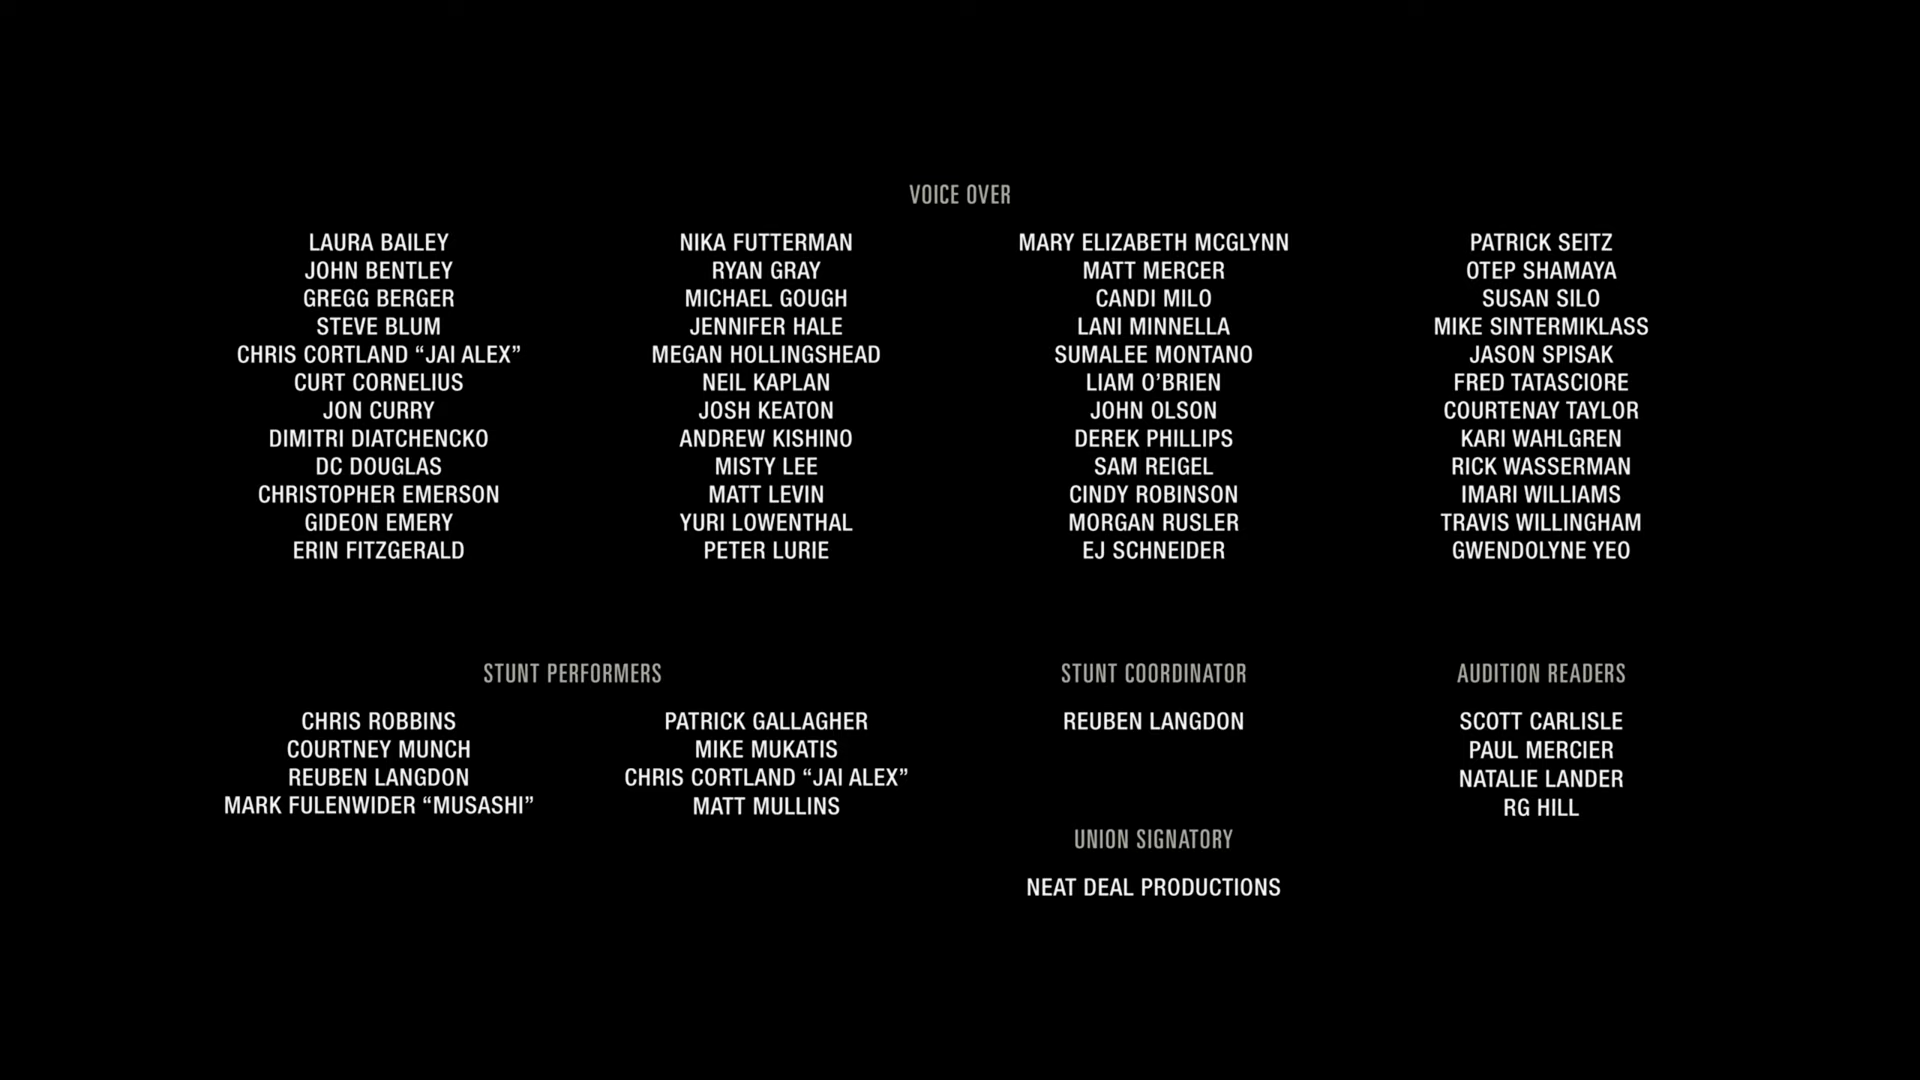 VOICE OVER
LAURA BAILEY
JOHN BENTLEY
GREGG BERGER
STEVE BLUM
CHRIS CORTLAND “JAI ALEX”
CURT CORNELIUS
JON CURRY
DIMITRI DIATCHENCKO
DC DOUGLAS
CHRISTOPHER EMERSON
GIDEON EMERY
ERIN FITZGERALD
NIKA FUTTERMAN
RYAN GRAY
MICHAEL GOUGH
JENNIFER HALE
MEGAN HOLLINGSHEAD
NEIL KAPLAN
JOSH KEATON
ANDREW KISHINO
MISTY LEE
MATT LEVIN
YURI LOWENTHAL
PETER LURIE
MARY ELIZABETH MCGLYNN
MATT MERCER
CANDI MILO
LANI MINNELLA
SUMALEE MONTANO
LIAM O’BRIEN
JOHN OLSON
DEREK PHILLIPS
SAM REIGEL
CINDY ROBINSON
MORGAN RUSLER
EJ SCHNEIDER
PATRICK SEITZ
OTEP SHAMAYA
SUSAN SILO
MIKE SINTERMIKLASS
JASON SPISAK
FRED TATASCIORE
COURTENAY TAYLOR
KARI WAHLGREN
RICK WASSERMAN
IMARI WILLIAMS
TRAVIS WILLINGHAM
GWENDOLYNE YEO
STUNT PERFORMERS
CHRIS ROBBINS
COURTNEY MUNCH
REUBEN LANGDON
MARK FULENWIDER “MUSASHI”
PATRICK GALLAGHER
MIKE MUKATIS
CHRIS CORTLAND “JAI ALEX”
MATT MULLINS
STUNT COORDINATOR
REUBEN LANGDON
UNION SIGNATORY
NEAT DEAL PRODUCTIONS
AUDITION READERS
SCOTT CARLISLE
PAUL MERCIER
NATALIE LANDER
RG HILL